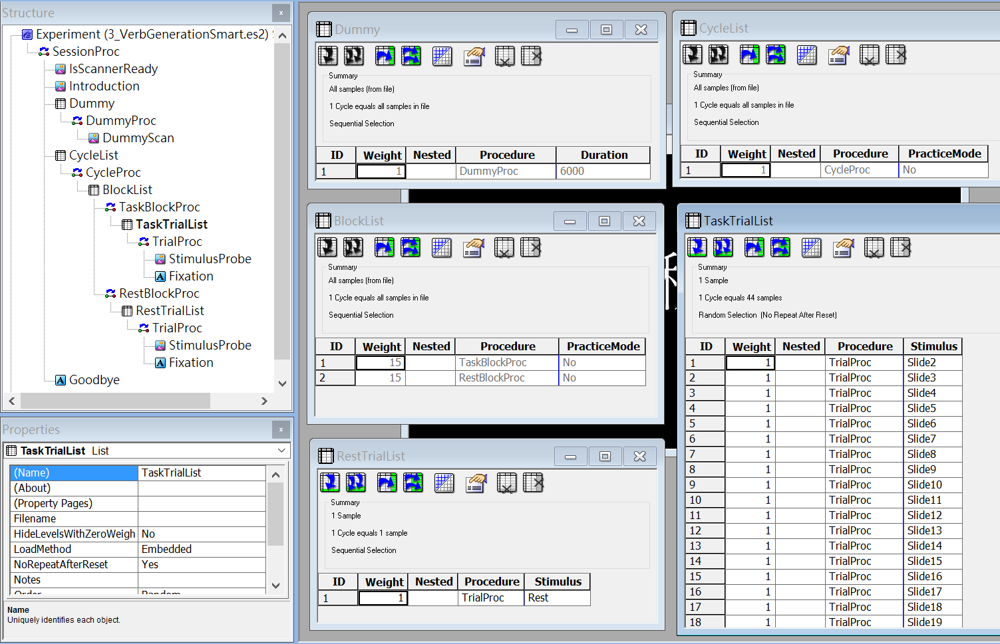 Structure
Experiment (3_VerbGenerationSmart.es2)
SessionProc
IsScannerReady
Introduction
Dummy
DummyProc
DummyScan
CycleList
CycleProc
BlockList
TaskBlockProc
TaskTrialList
TrialProc
StimulusProbe
Fixation
RestBlockProc
RestTrialList
TrialProc
StimulusProbe
Fixation
Goodbye
Properties
TaskTrialList List
(Name) TaskTrialList
(About)
(Property Pages)
Filename
HideLevelsWithZeroWeigh No
LoadMethod Embedded
NoRepeatAfterReset Yes
Notes
Order Random
Name
Uniquely identifies each object.
Dummy
Summary
All samples (from file)
1 Cycle equals all samples in file
Sequential Selection
ID Weight Nested Procedure Duration
1 1 DummyProc 6000
CycleList
Summary
All samples (from file)
1 Cycle equals all samples in file
Sequential Selection
ID Weight Nested Procedure PracticeMode
1 1 CycleProc No
BlockList
Summary
All samples (from file)
1 Cycle equals all samples in file
Sequential Selection
ID Weight Nested Procedure PracticeMode
1 15 TaskBlockProc No
2 15 RestBlockProc No
TaskTrialList
Summary
1 Sample
1 Cycle equals 44 samples
Random Selection (No Repeat After Reset)
ID Weight Nested Procedure Stimulus
1 1 TrialProc Slide2
2 1 TrialProc Slide3
3 1 TrialProc Slide4
4 1 TrialProc Slide5
5 1 TrialProc Slide6
6 1 TrialProc Slide7
7 1 TrialProc Slide8
8 1 TrialProc Slide9
9 1 TrialProc Slide10
10 1 TrialProc Slide11
11 1 TrialProc Slide12
12 1 TrialProc Slide13
13 1 TrialProc Slide14
14 1 TrialProc Slide15
15 1 TrialProc Slide16
16 1 TrialProc Slide17
17 1 TrialProc Slide18
18 1 TrialProc Slide19
RestTrialList
Summary
1 Sample
1 Cycle equals 1 sample
Sequential Selection
ID Weight Nested Procedure Stimulus
1 1 TrialProc Rest